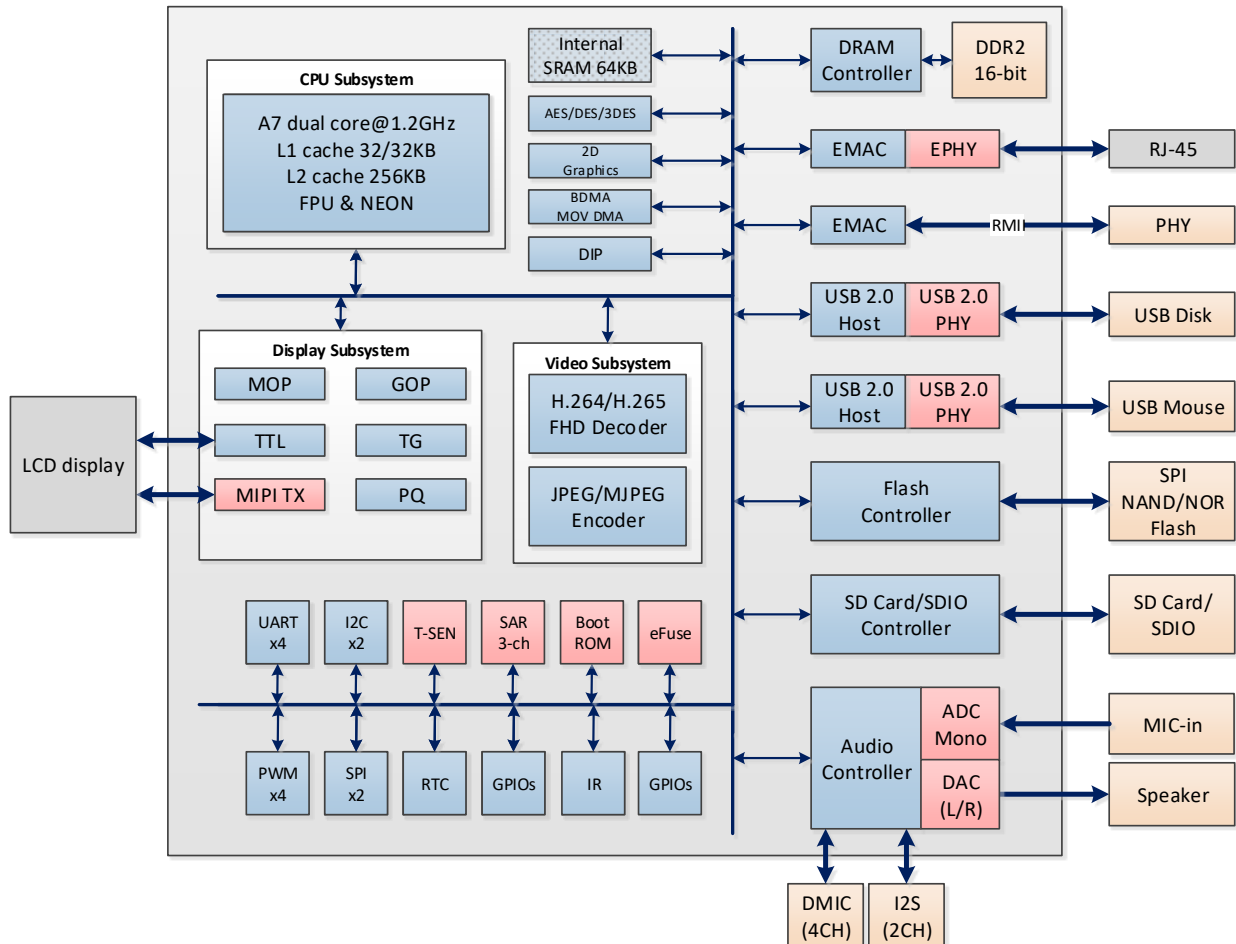 CPU Subsystem
A7 dual core@1.2GHz
L1 cache 32/32KB
L2 cache 256KB
FPU & NEON
Internal
SRAM 64KB
AES/DES/3DES
2D
Graphics
BDMA
MOV DMA
DIP
DRAM
Controller
DDR2
16-bit
EMAC
EPHY
RJ-45
EMAC
RMII
PHY
USB 2.0
Host
USB 2.0
PHY
USB Disk
USB 2.0
Host
USB 2.0
PHY
USB Mouse
Flash
Controller
SPI
NAND/NOR
Flash
SD Card/SDIO
Controller
SD Card/
SDIO
Audio
Controller
ADC
Mono
DAC
(L/R)
MIC-in
Speaker
DMIC
(4CH)
I2S
(2CH)
LCD display
Display Subsystem
MOP
GOP
TTL
TG
MIPI TX
PQ
Video Subsystem
H.264/H.265
FHD Decoder
JPEG/MJPEG
Encoder
UART
x4
I2C
x2
T-SEN
SAR
3-ch
Boot
ROM
eFuse
PWM
x4
SPI
x2
RTC
GPIOs
IR
GPIOs